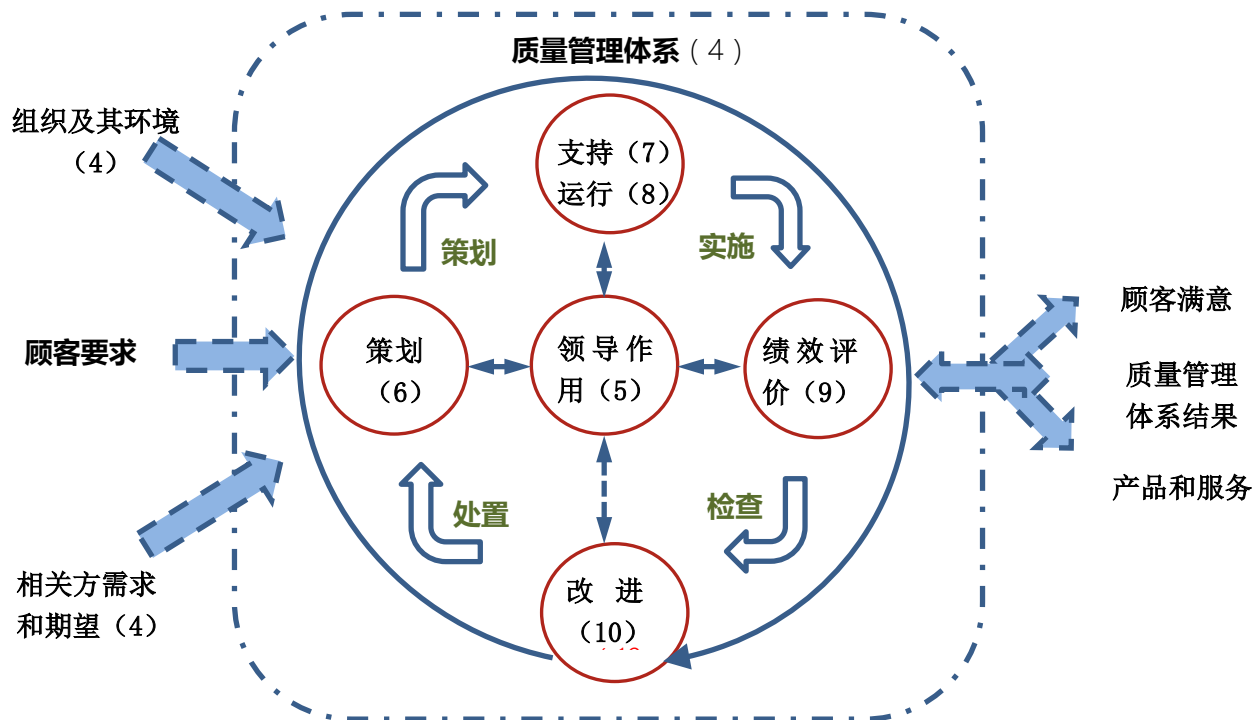 质量管理体系（4）
组织及其环境
（4）
支持（7）
运行（8）
策划
实施
顾客要求
策划
（6）
领导作
用（5）
绩效评
价（9）
顾客满意
质量管理
体系结果
产品和服务
处置
检查
相关方需求
和期望（4）
改 进
（10）